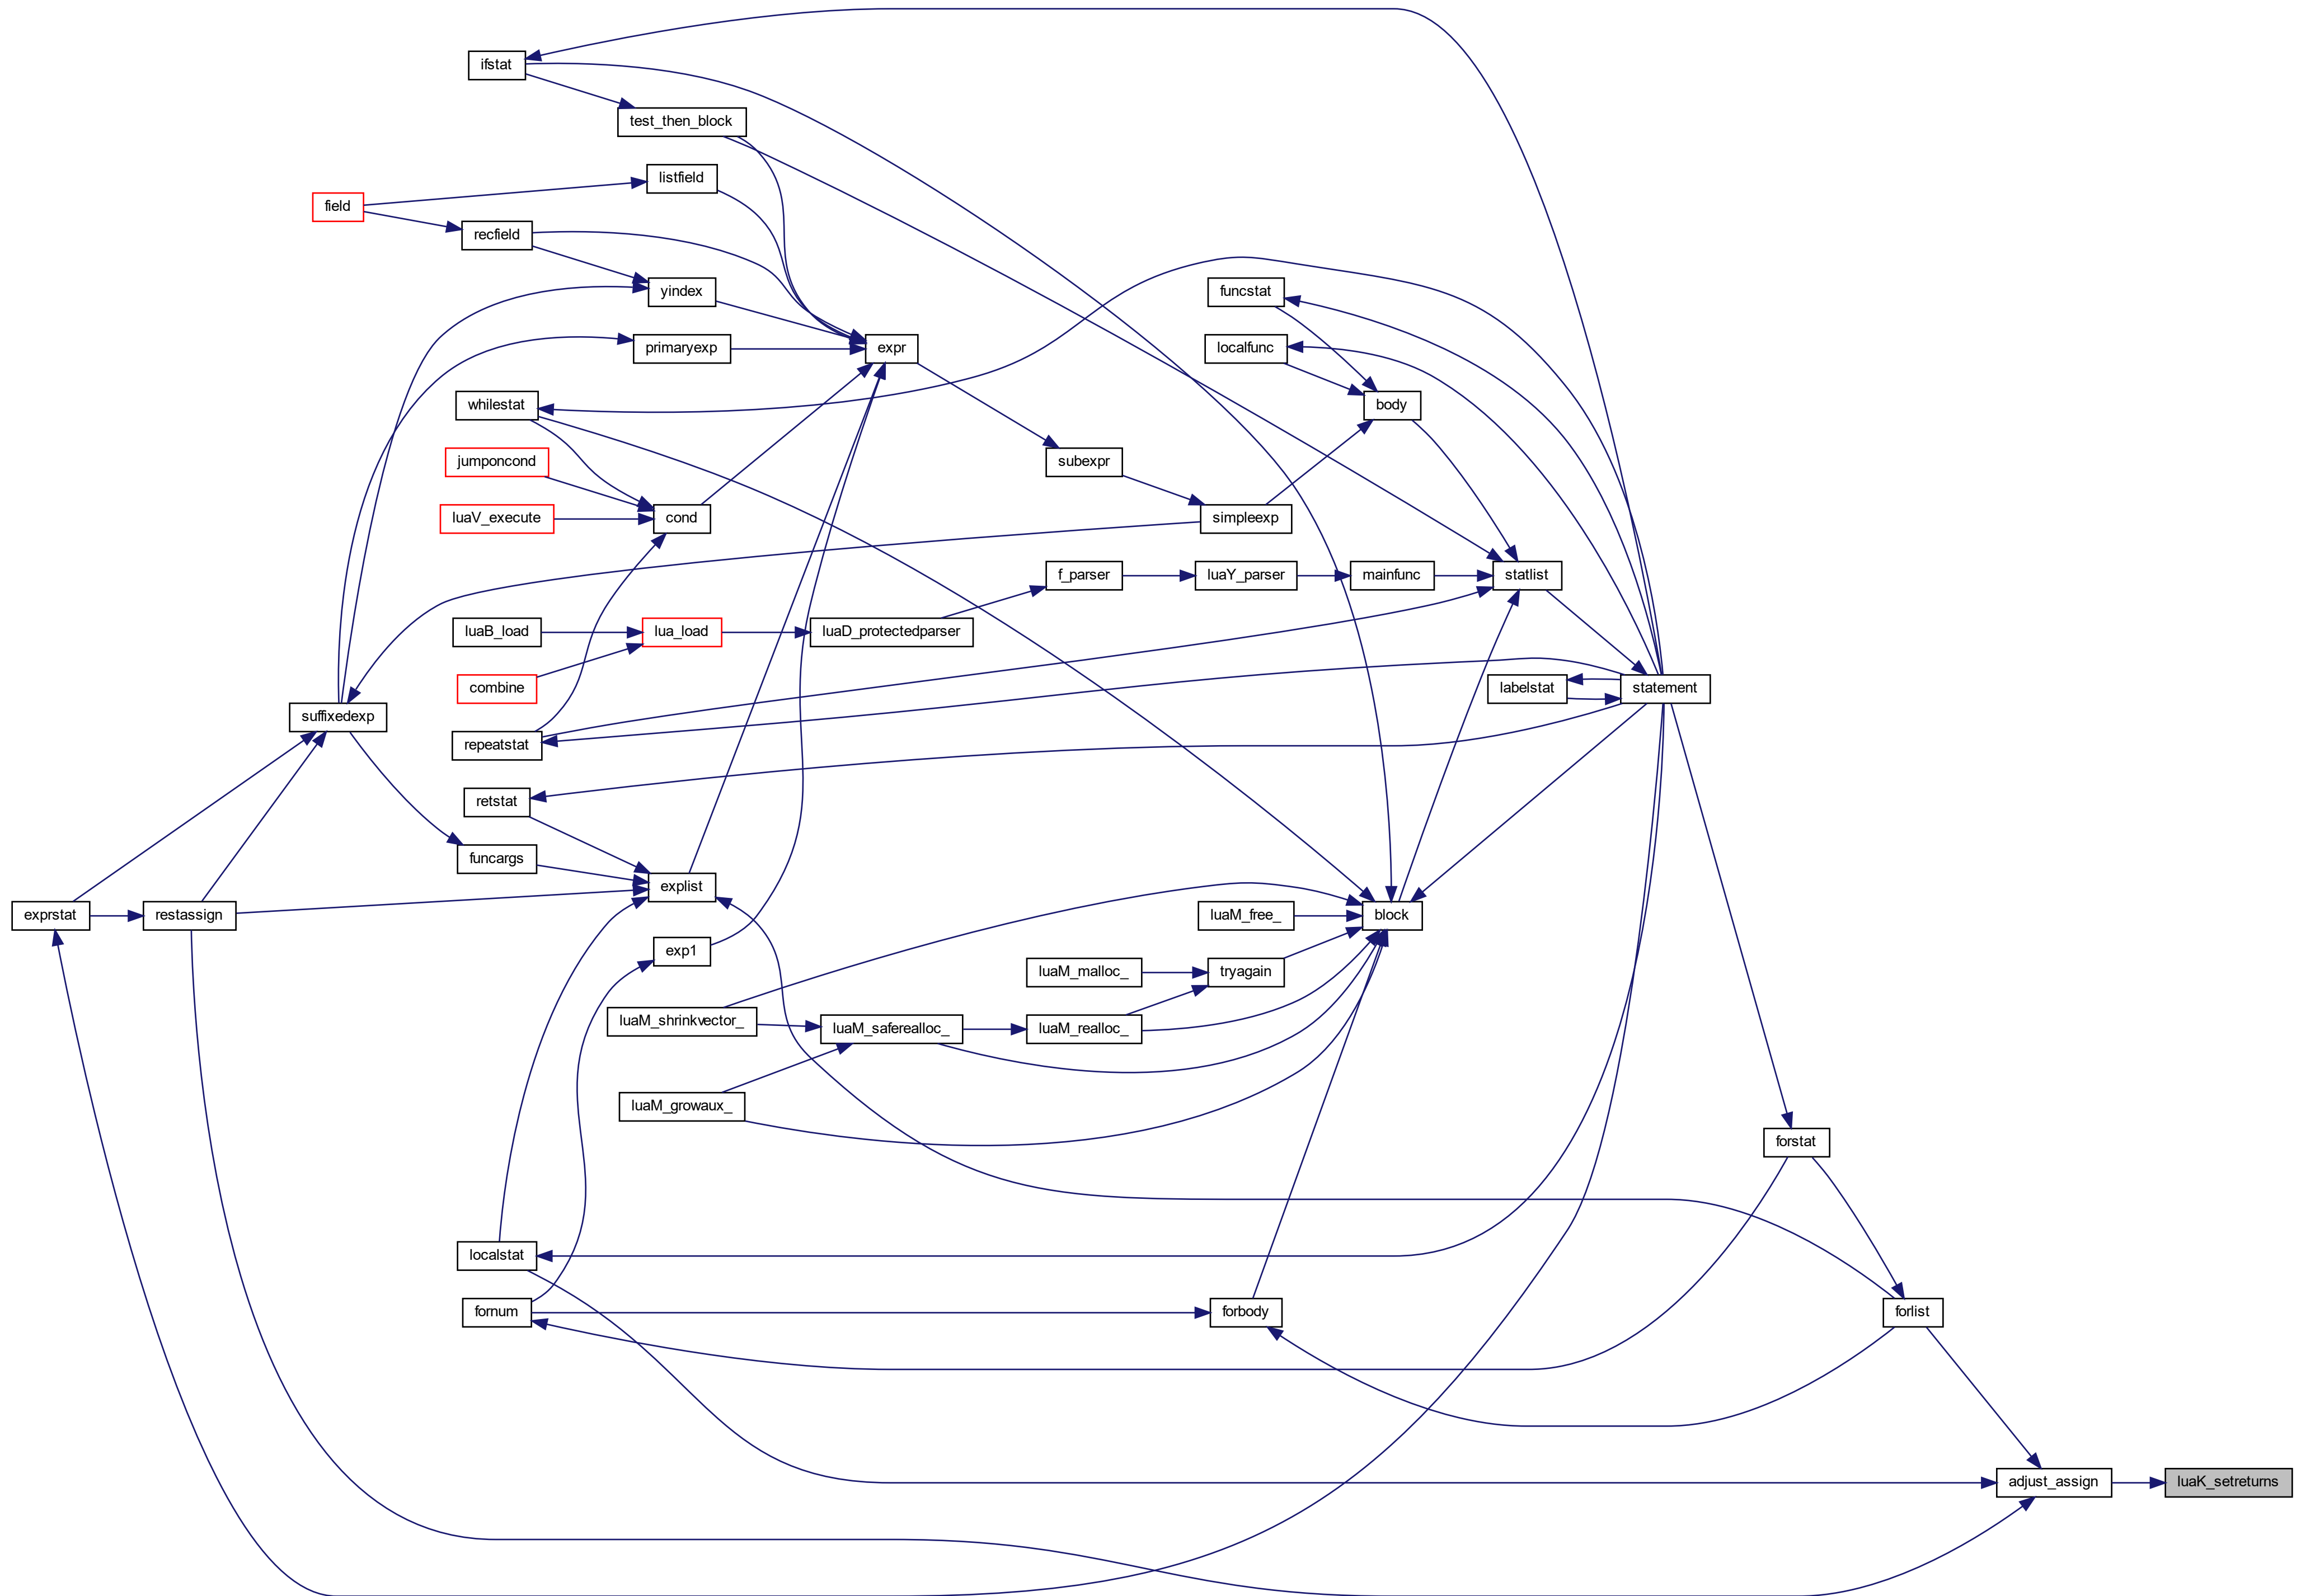 ifstat
test_then_block
listfield
field
recfield
yindex
funcstat
primaryexp
expr
localfunc
whilestat
body
jumponcond
subexpr
luaV_execute
cond
simpleexp
f_parser
luaY_parser
mainfunc
statlist
luaB_load
lua_load
luaD_protectedparser
combine
labelstat
statement
suffixedexp
repeatstat
retstat
funcargs
explist
exprstat
restassign
luaM_free_
block
exp1
luaM_malloc_
tryagain
luaM_shrinkvector_
luaM_saferealloc_
luaM_realloc_
luaM_growaux_
forstat
localstat
fornum
forbody
forlist
adjust_assign
luaK_setreturns